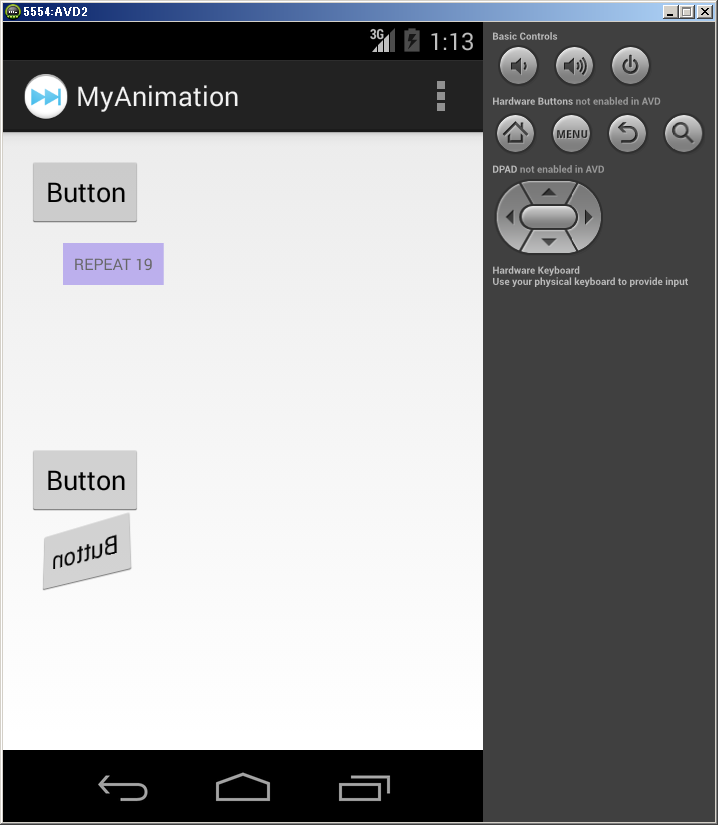 5554:AVD2
3G 1:13
MyAnimation
Button
REPEAT 19
Button
Button
Basic Controls
Hardware Buttons not enabled in AVD
MENU
DPAD not enabled in AVD
Hardware Keyboard
Use your physical keyboard to provide input